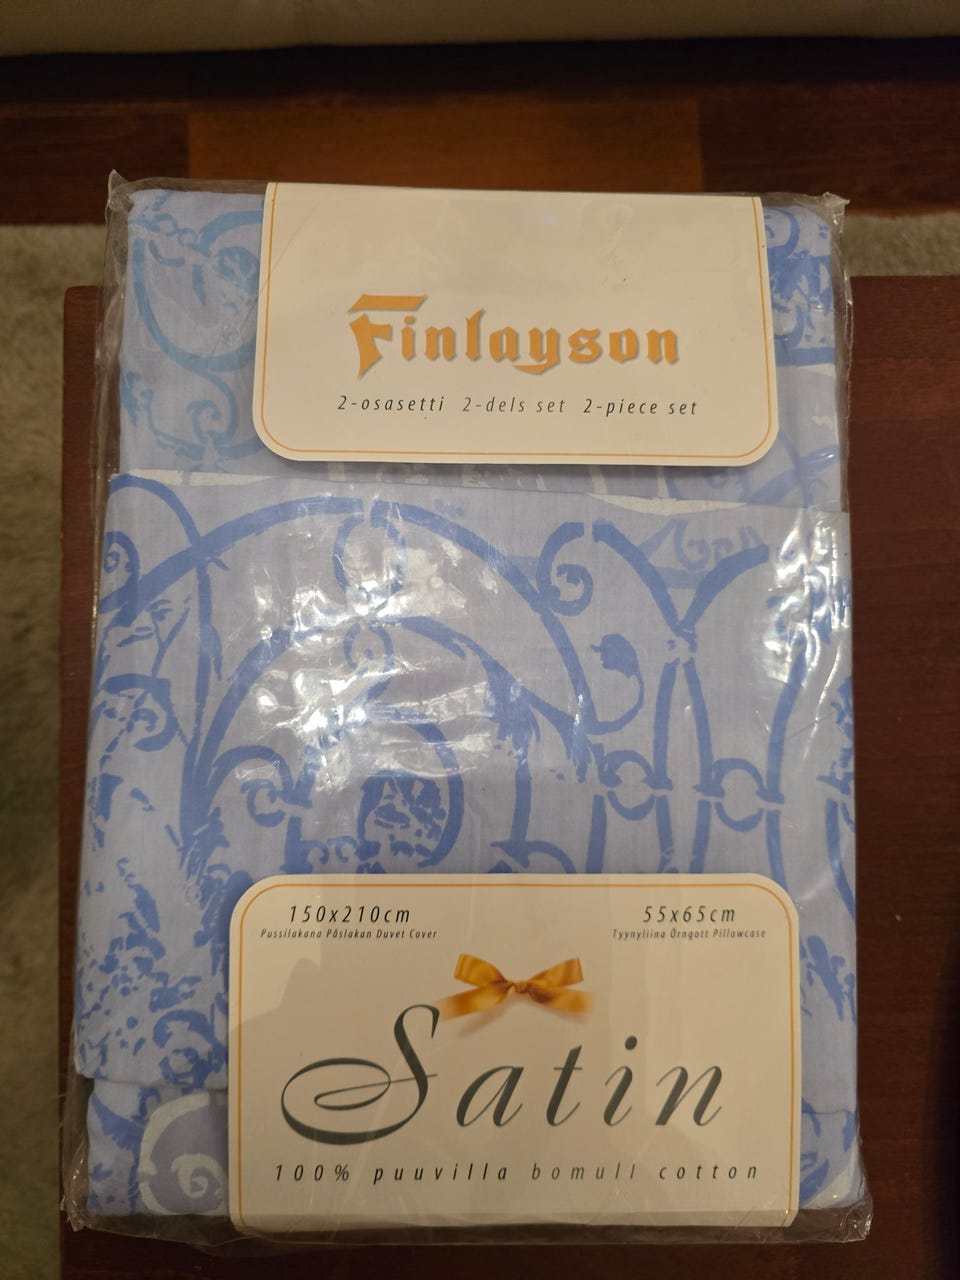 Finlayson
2-osasetti 2-dels set 2-piece set
150x210cm
Pussilakana Påslakan Duvet Cover
55x65cm
Tyynyliina Örngott Pillowcase
Satin
100% puuvilla bomull cotton